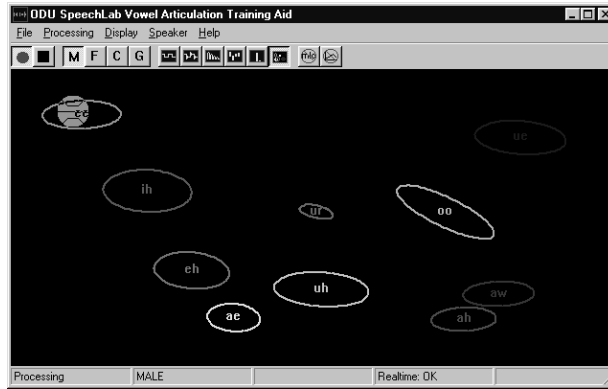 ODU SpeechLab Vowel Articulation Training Aid
File Processing Display Speaker Help
M F C G
ee
ue
ih
ur
oo
eh
uh
aw
ae
ah
Processing MALE Realtime: OK